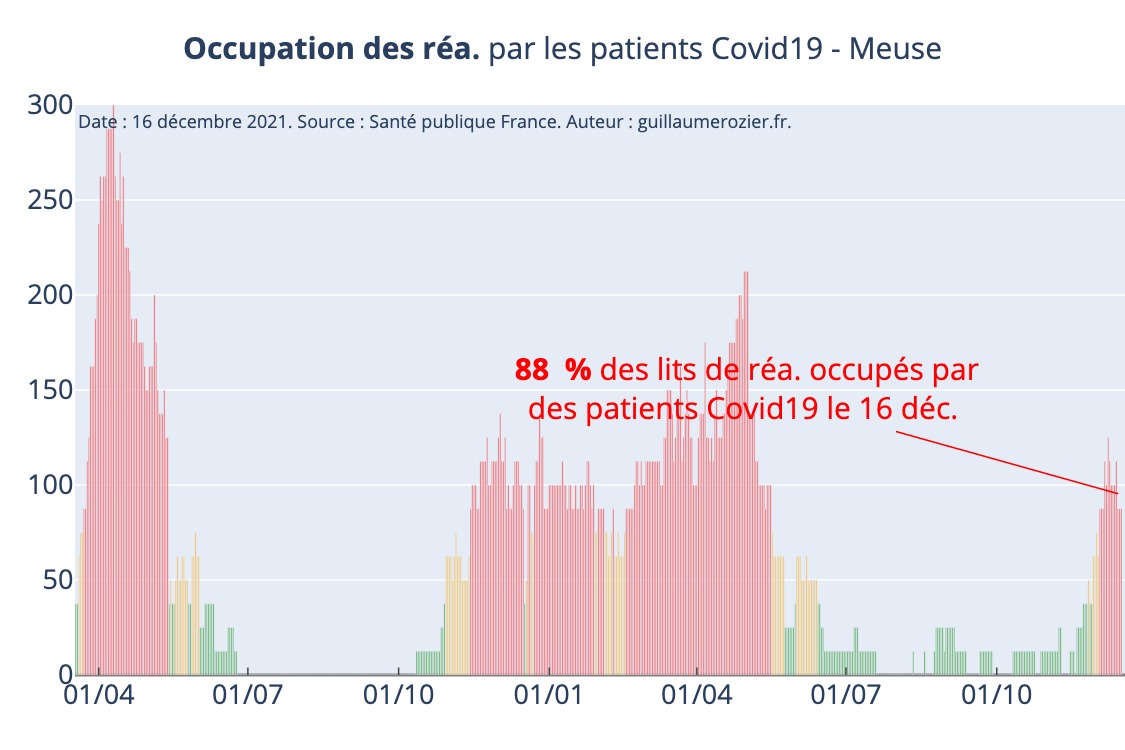 Occupation des réa. par les patients Covid19 - Meuse
300
Date : 16 décembre 2021. Source : Santé publique France. Auteur : guillaumerozier.fr.
250
200
88 % des lits de réa. occupés par
des patients Covid19 le 16 déc.
150
100
50
0
01/04 01/07 01/10 01/01 01/04 01/07 01/10